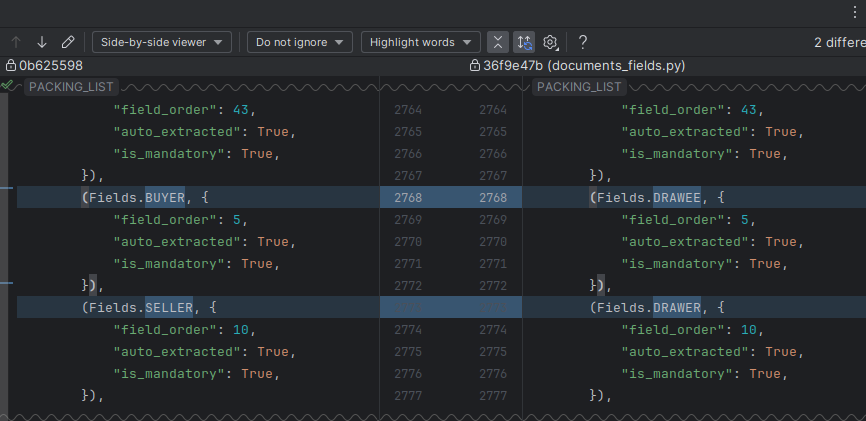 Side-by-side viewer Do not ignore Highlight words ? 2 differe
0b625598 36f9e47b (documents_fields.py)
PACKING_LIST PACKING_LIST
"field_order": 43, 2764 2764 "field_order": 43,
"auto_extracted": True, 2765 2765 "auto_extracted": True,
"is_mandatory": True, 2766 2766 "is_mandatory": True,
}), 2767 2767 }),
(Fields.BUYER, { 2768 2768 (Fields.DRAWEE, {
"field_order": 5, 2769 2769 "field_order": 5,
"auto_extracted": True, 2770 2770 "auto_extracted": True,
"is_mandatory": True, 2771 2771 "is_mandatory": True,
}), 2772 2772 }),
(Fields.SELLER, { (Fields.DRAWER, {
"field_order": 10, 2774 2774 "field_order": 10,
"auto_extracted": True, 2775 2775 "auto_extracted": True,
"is_mandatory": True, 2776 2776 "is_mandatory": True,
}), 2777 2777 }),